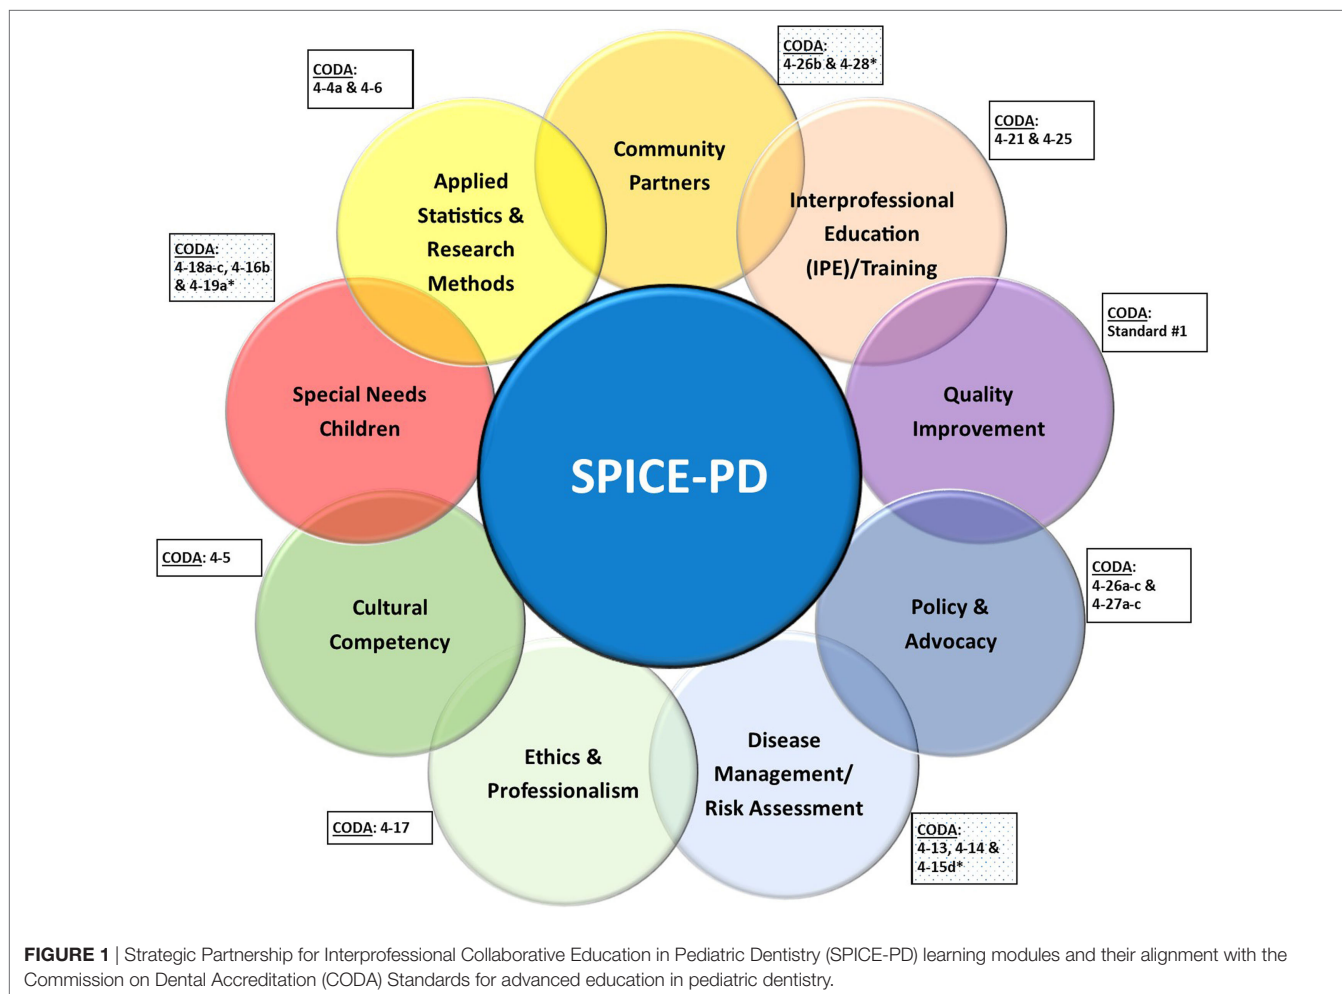 CODA:
4-26b & 4-28*
CODA:
4-4a & 4-6
CODA:
4-21 & 4-25
Community
Partners
Applied
Statistics &
Research
Methods
Interprofessional
Education
(IPE)/Training
CODA:
4-18a-c, 4-16b
& 4-19a*
CODA:
Standard #1
Special Needs
Children
Quality
Improvement
SPICE-PD
CODA: 4-5
CODA:
4-26a-c &
4-27a-c
Cultural
Competency
Policy &
Advocacy
Ethics &
Professionalism
Disease
Management/
Risk Assessment
CODA: 4-17
CODA:
4-13, 4-14 &
4-15d*
FIGURE 1 | Strategic Partnership for Interprofessional Collaborative Education in Pediatric Dentistry (SPICE-PD) learning modules and their alignment with the
Commission on Dental Accreditation (CODA) Standards for advanced education in pediatric dentistry.